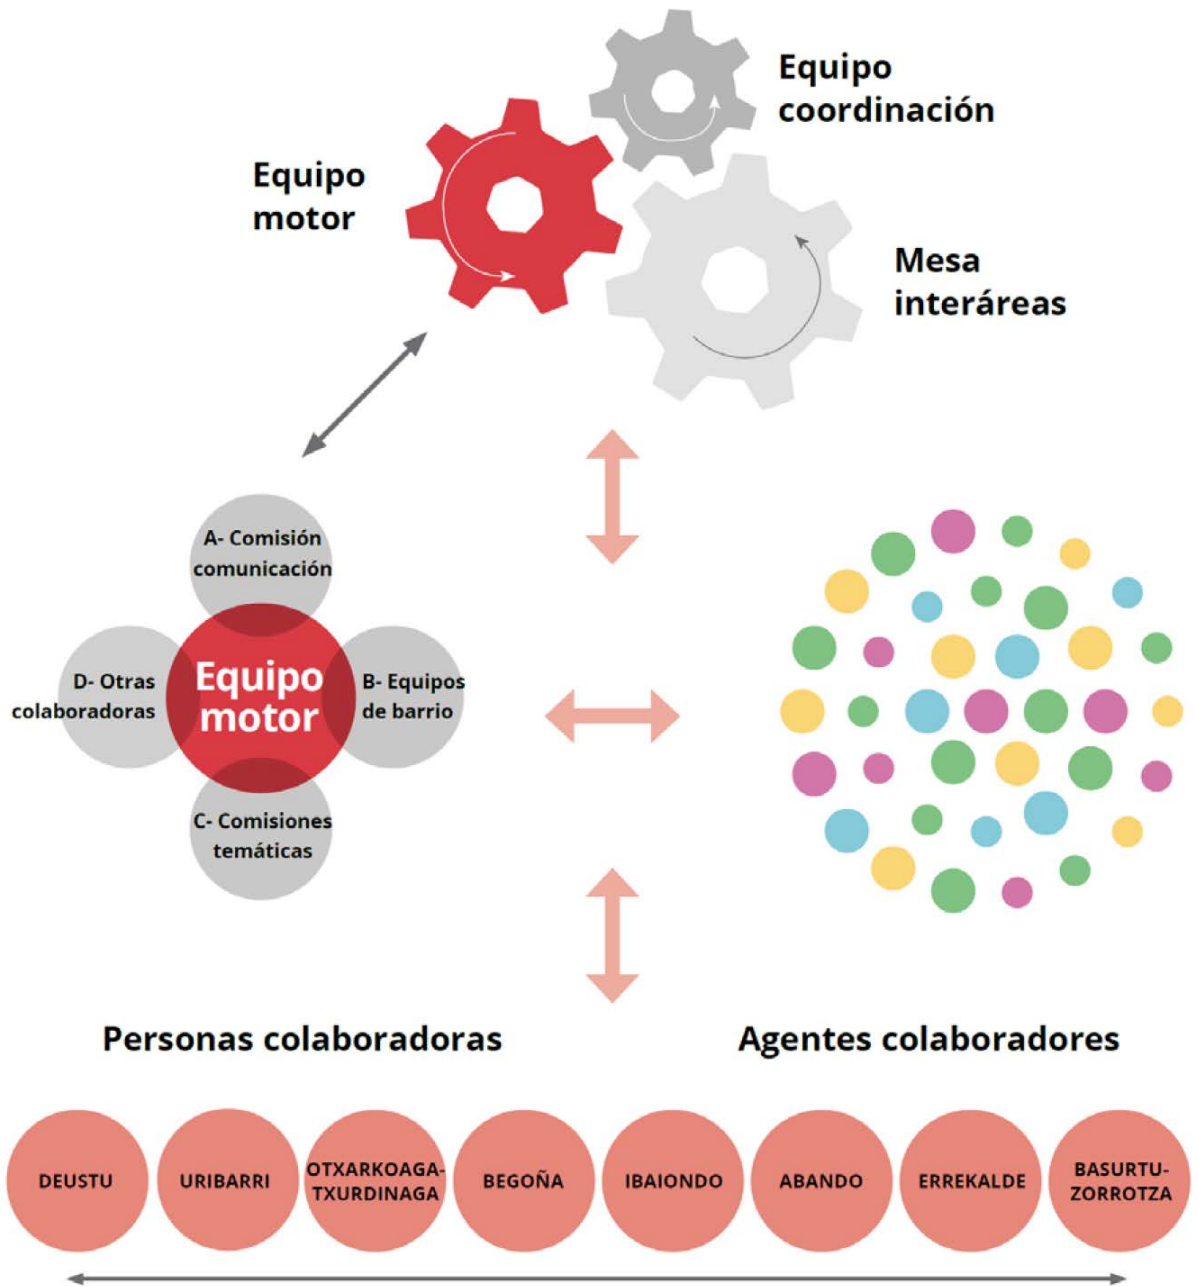 Equipo
coordinación
Equipo
motor
Mesa
interáreas
A- Comisión
comunicación
D- Otras
colaboradoras
Equipo
motor
B- Equipos
de barrio
C- Comisiones
temáticas
Personas colaboradoras
Agentes colaboradores
DEUSTU
URIBARRI
OTXARKOAGA-
TXURDINAGA
BEGOÑA
IBAIONDO
ABANDO
ERREKALDE
BASURTU-
ZORROTZA